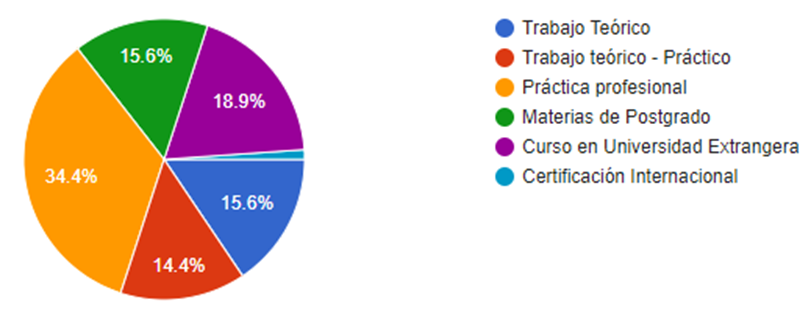 15.6%
18.9%
34.4%
15.6%
14.4%
Trabajo Teórico
Trabajo teórico - Práctico
Práctica profesional
Materias de Postgrado
Curso en Universidad Extrangera
Certificación Internacional